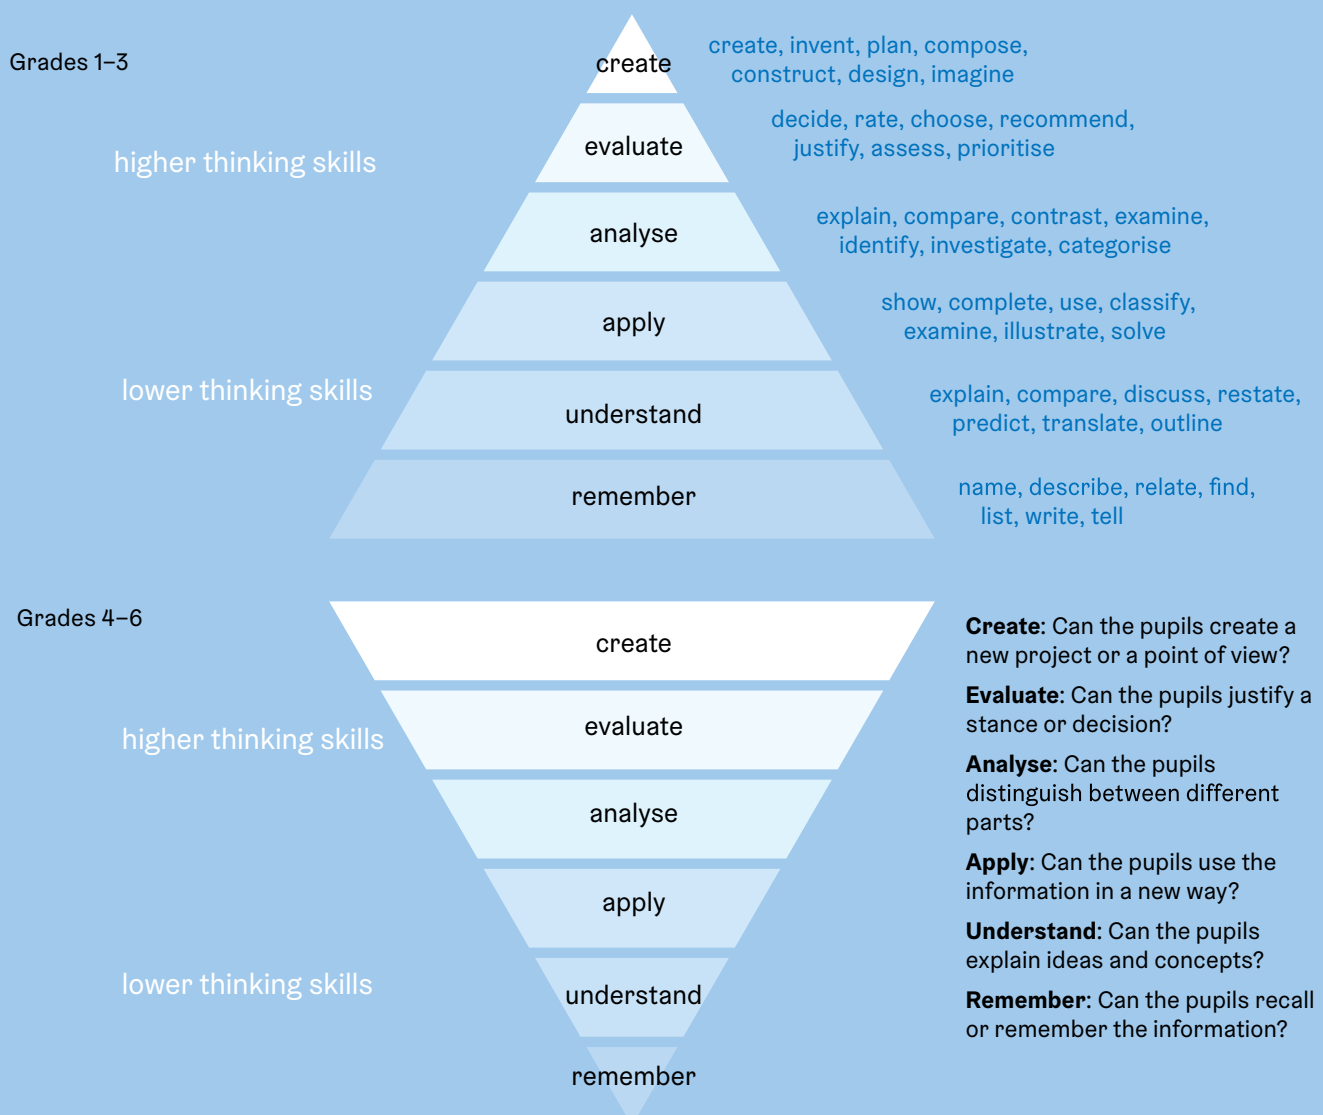 Grades 1–3
create
create, invent, plan, compose,
construct, design, imagine
higher thinking skills
evaluate
decide, rate, choose, recommend,
justify, assess, prioritise
analyse
explain, compare, contrast, examine,
identify, investigate, categorise
apply
show, complete, use, classify,
examine, illustrate, solve
lower thinking skills
understand
explain, compare, discuss, restate,
predict, translate, outline
remember
name, describe, relate, find,
list, write, tell
Grades 4–6
higher thinking skills
lower thinking skills
create
evaluate
analyse
apply
understand
remember
Create: Can the pupils create a
new project or a point of view?
Evaluate: Can the pupils justify a
stance or decision?
Analyse: Can the pupils
distinguish between different
parts?
Apply: Can the pupils use the
information in a new way?
Understand: Can the pupils
explain ideas and concepts?
Remember: Can the pupils recall
or remember the information?